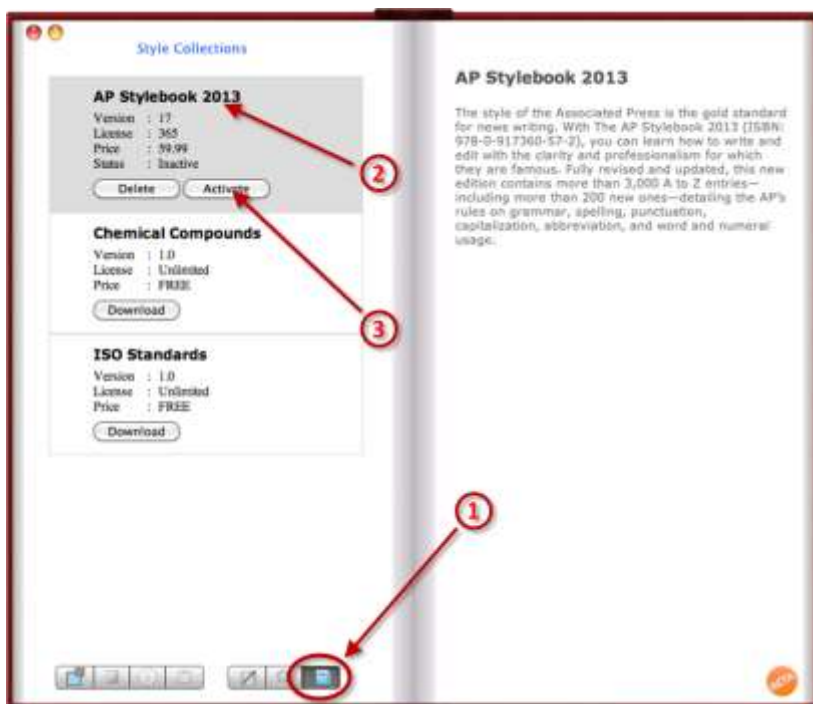 Style Collections
AP Stylebook 2013
Version : 17
License : 365
Price : 59.99
Status : Inactive
Delete Activate
2
Chemical Compounds
Version : 1.0
License : Unlimited
Price : FREE
Download
3
ISO Standards
Version : 1.0
License : Unlimited
Price : FREE
Download
1
AP Stylebook 2013
The style of the Associated Press is the gold standard
for news writing. With The AP Stylebook 2013 (ISBN:
978-0-917360-57-2), you can learn how to write and
edit with the clarity and professionalism for which
they are famous. Fully revised and updated, this new
edition contains more than 3,000 A to Z entries—
including more than 200 new ones—detailing the AP's
rules on grammar, spelling, punctuation,
capitalization, abbreviation, and word and numeral
usage.
BETA